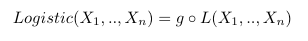 Logistic(X_1, .., X_n) = g ∘ L(X_1, .., X_n)